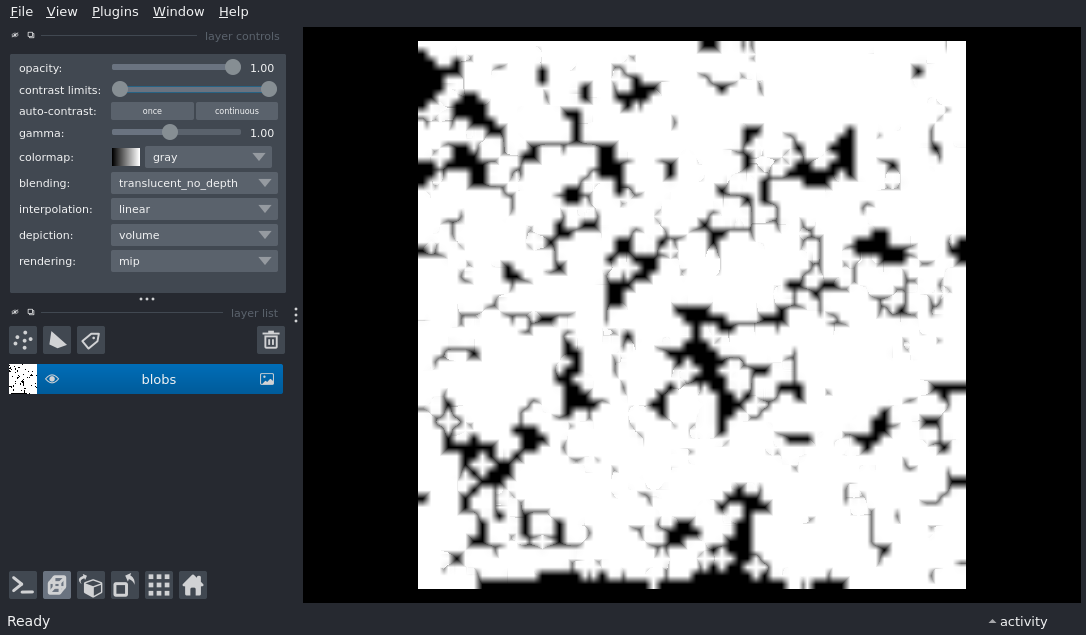 File View Plugins Window Help
layer controls
opacity: 1.00
contrast limits:
auto-contrast: once continuous
gamma: 1.00
colormap: gray
blending: translucent_no_depth
interpolation: linear
depiction: volume
rendering: mip
layer list
blobs
Ready activity